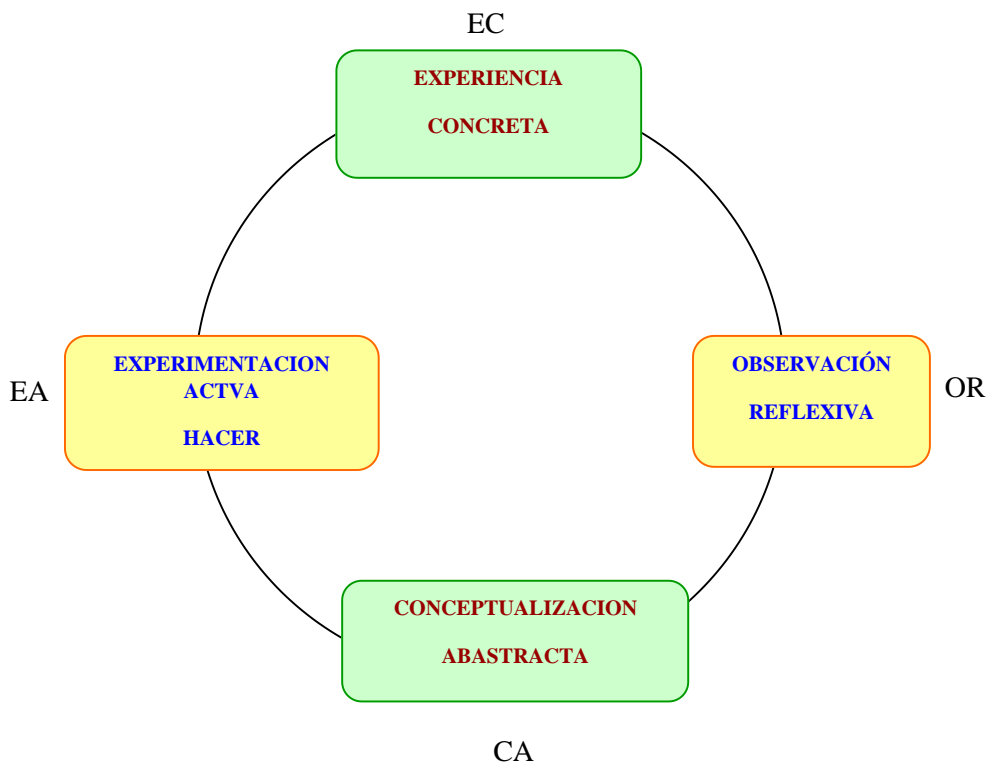 EC
EXPERIENCIA
CONCRETA
EXPERIMENTACION
ACTVA
HACER
EA
OBSERVACIÓN
REFLEXIVA
OR
CONCEPTUALIZACION
ABASTRACTA
CA